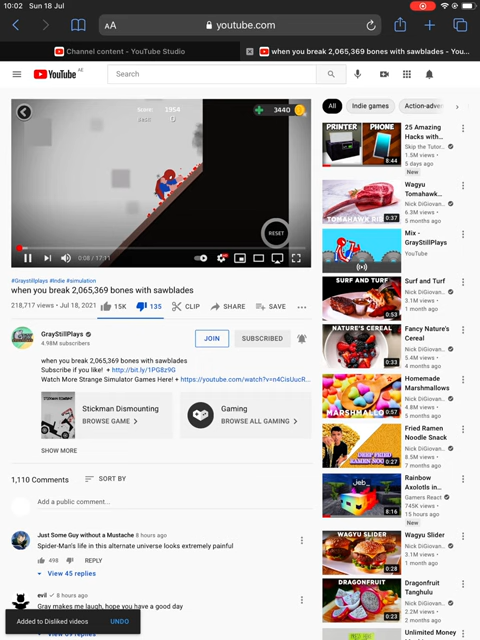 10:02 Sun 18 Jul
69%
AA
youtube.com
Channel content - YouTube Studio
when you break 2,065,369 bones with sawblades - You...
YouTube AE
Search
1954
3440
RESET
0:08 / 17:11
#Graystillplays #Indie #simulation
when you break 2,065,369 bones with sawblades
218,717 views • Jul 18, 2021
15K
135
CLIP
SHARE
SAVE
GrayStillPlays
4.98M subscribers
JOIN
SUBSCRIBED
when you break 2,065,369 bones with sawblades
Subscribe if you like! + http://bit.ly/1PG8z9G
Watch More Strange Simulator Games Here! + https://youtube.com/watch?v=n4CisUucR...
Stickman Dismounting
BROWSE GAME
Gaming
BROWSE ALL GAMING
SHOW MORE
1,110 Comments
SORT BY
Add a public comment...
Just Some Guy without a Mustache 8 hours ago
Spider-Man's life in this alternate universe looks extremely painful
498
REPLY
View 45 replies
evil 8 hours ago
Gray makes me laugh, hope you have a good day
Added to Disliked videos
UNDO
All
Indie games
Action-adver
PRINTER
PHONE
8:44
25 Amazing
Hacks with...
Skip the Tutor...
1.5M views •
5 days ago
New
TOMAHAWK
0:37
Wagyu
Tomahawk...
Nick DiGiovan...
6.3M views •
5 months ago
Mix -
GrayStillPlays
YouTube
SURF AND TURF
0:53
Surf and Turf
Nick DiGiovan...
3.1M views •
1 month ago
NATURE'S CEREAL
0:33
Fancy Nature's
Cereal
Nick DiGiovan...
5.4M views •
4 months ago
MARSHMALLO
0:57
Homemade
Marshmallows
Nick DiGiovan...
4.8M views •
5 months ago
DEEP FRIED
RAMEN NOO
0:27
Fried Ramen
Noodle Snack
Nick DiGiovan...
8.5M views •
7 months ago
Jeb_
8:16
Rainbow
Axolotls in...
Gamers React
745K views •
15 hours ago
New
WAGYU SLIDER
0:28
Wagyu Slider
Nick DiGiovan...
3.1M views •
1 month ago
DRAGONFRUIT
0:30
Dragonfruit
Tanghulu
Nick DiGiovan...
2.2M views •
2 months ago
Unlimited Money